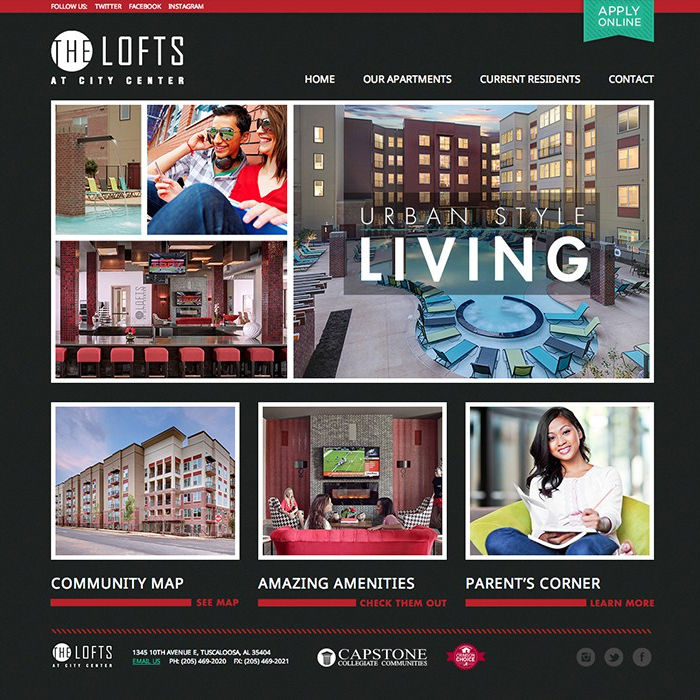 FOLLOW US: TWITTER FACEBOOK INSTAGRAM
APPLY
ONLINE
THE LOFTS
AT CITY CENTER
HOME OUR APARTMENTS CURRENT RESIDENTS CONTACT
URBAN STYLE
LIVING
COMMUNITY MAP
SEE MAP
AMAZING AMENITIES
CHECK THEM OUT
PARENT'S CORNER
LEARN MORE
THE LOFTS
AT CITY CENTER
1345 10TH AVENUE E, TUSCALOOSA, AL 35404
EMAIL US PH: (205) 469-2020 FX: (205) 469-2021
CAPSTONE
COLLEGIATE COMMUNITIES
CHOICE